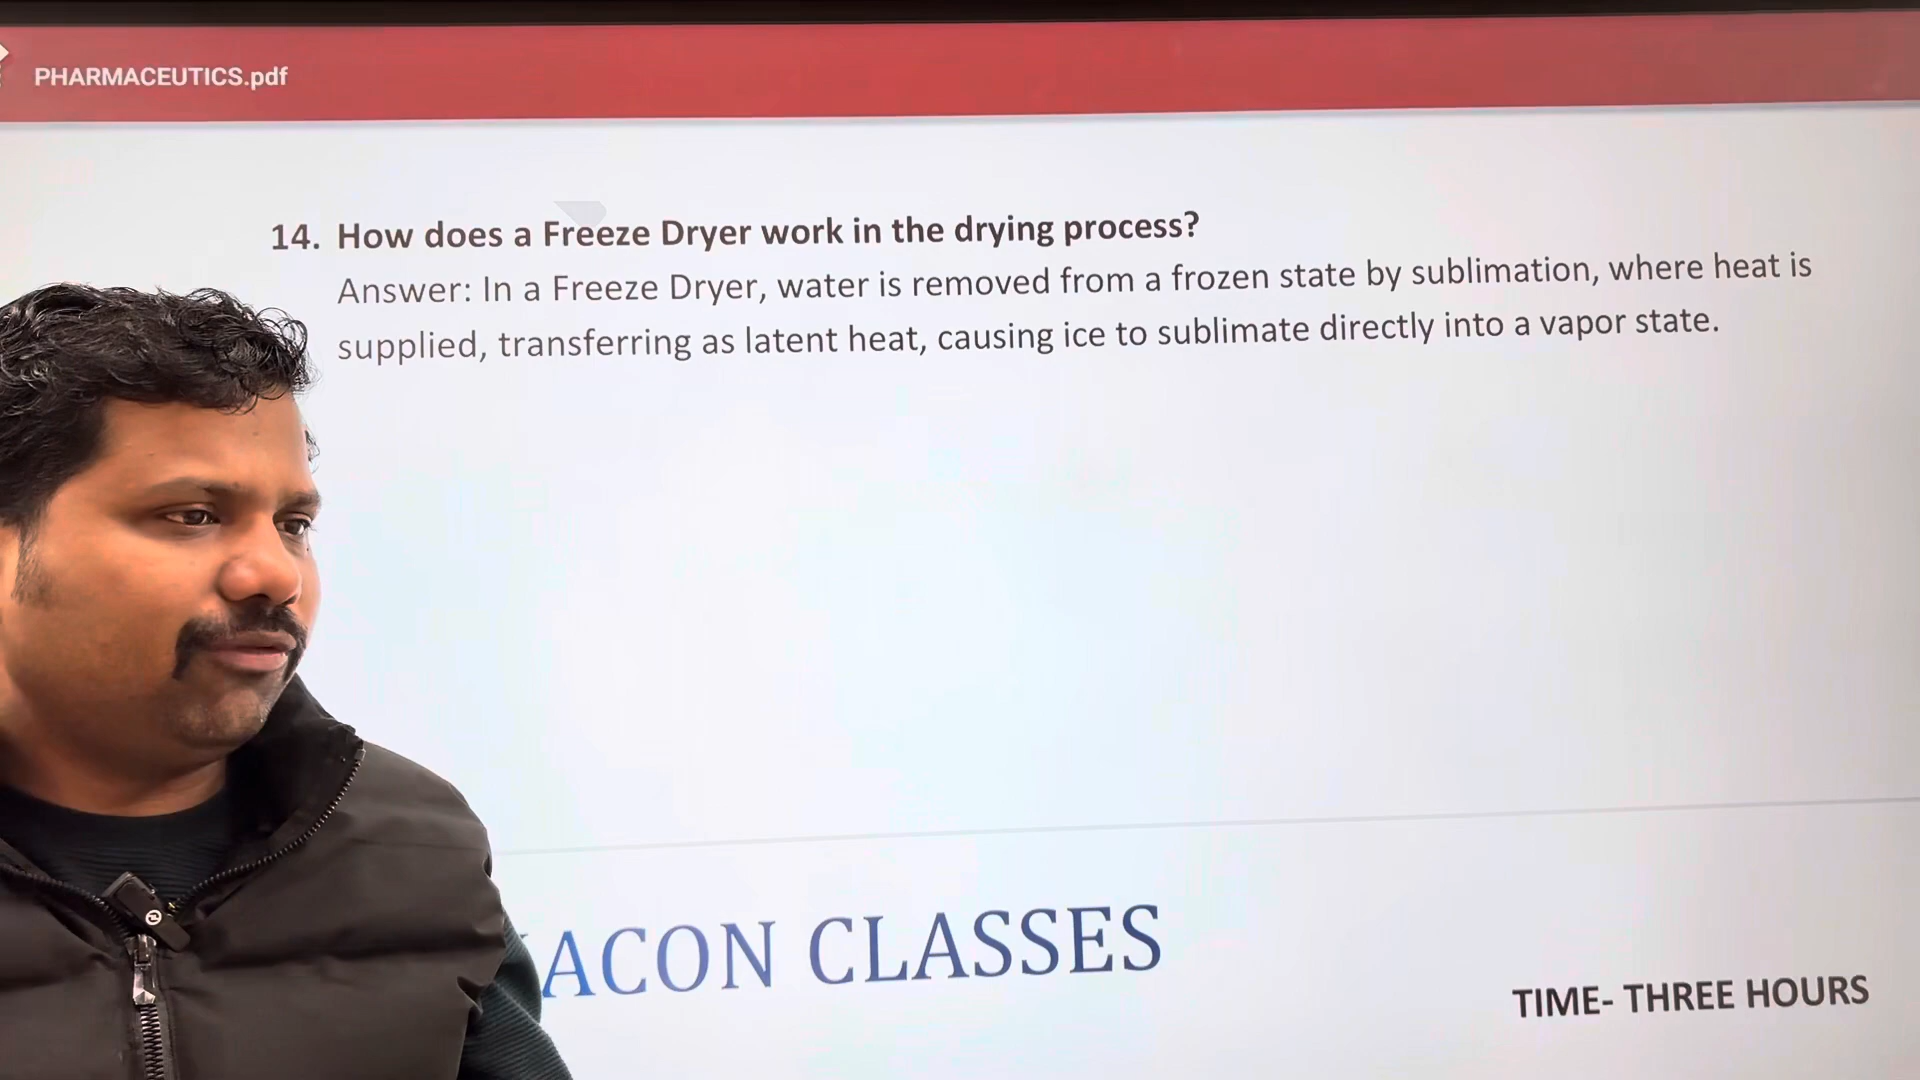 PHARMACEUTICS.pdf
14. How does a Freeze Dryer work in the drying process?
Answer: In a Freeze Dryer, water is removed from a frozen state by sublimation, where heat is
supplied, transferring as latent heat, causing ice to sublimate directly into a vapor state.
ACON CLASSES
TIME- THREE HOURS